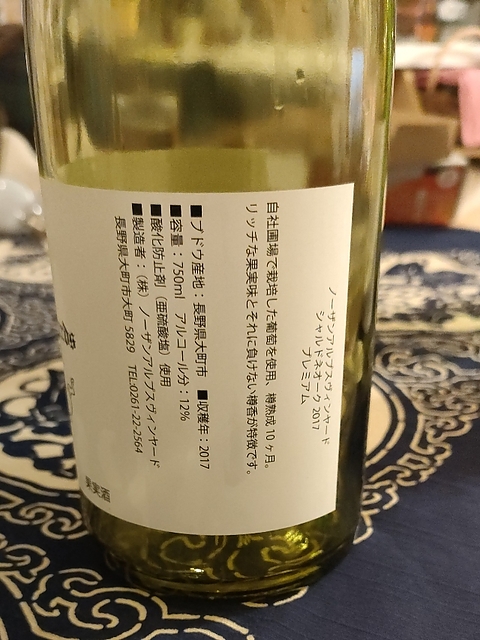 ノーザンアルプスヴィンヤード
シャルドネオーク 2017
プレミアム
自社圃場で栽培した葡萄を使用。樽熟成 10 ヶ月。
リッチな果実味とそれに負けない樽香が特徴です。
■ブドウ産地：長野県大町市 ■収穫年：2017
■容量：750ml アルコール分：12%
■酸化防止剤（亜硫酸塩）使用
■製造者：（株）ノーザンアルプスヴィンヤード
長野県大町市大町 5829 TEL:0261-22-2564
果実酒